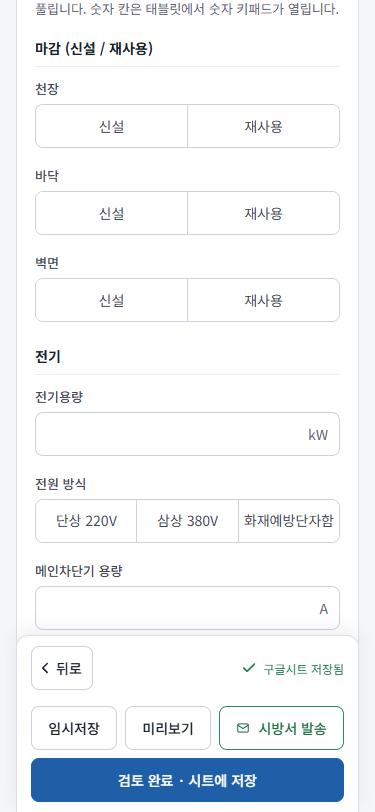 풀립니다. 숫자 칸은 태블릿에서 숫자 키패드가 열립니다.
마감 (신설 / 재사용)
천장
신설 재사용
바닥
신설 재사용
벽면
신설 재사용
전기
전기용량
kW
전원 방식
단상 220V 삼상 380V 화재예방단자함
메인차단기 용량
A
뒤로 구글시트 저장됨
임시저장 미리보기 시방서 발송
검토 완료 · 시트에 저장